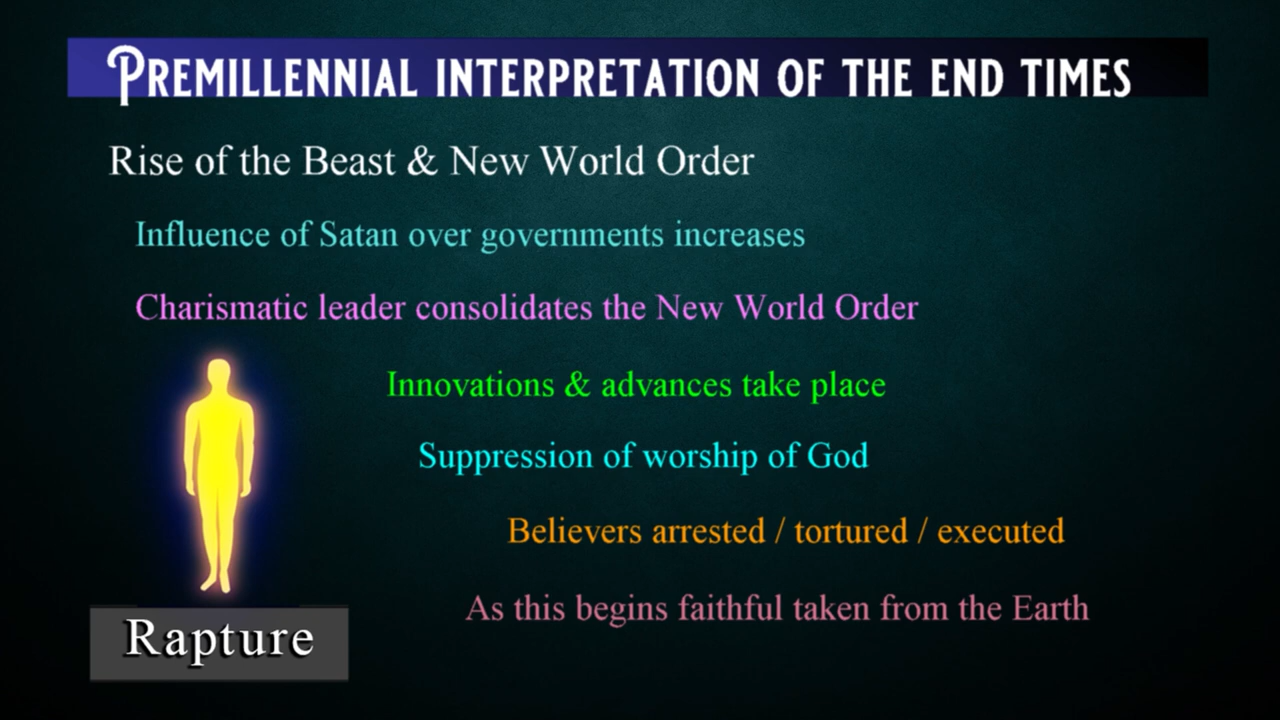 Premillennial interpretation of the end times
Rise of the Beast & New World Order
Influence of Satan over governments increases
Charismatic leader consolidates the New World Order
Innovations & advances take place
Suppression of worship of God
Believers arrested / tortured / executed
As this begins faithful taken from the Earth
Rapture